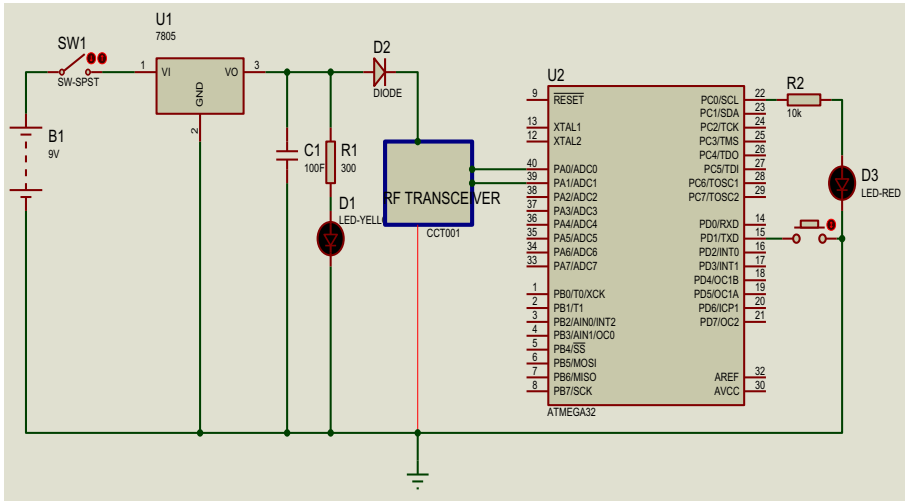 U1
7805
SW1
SW-SPST
1
VI
VO
3
GND
2
B1
9V
C1
100F
R1
300
D1
LED-YELLO
D2
DIODE
RF TRANSCEIVER
CCT001
U2
9 RESET PC0/SCL 22
PC1/SDA 23
13 XTAL1 PC2/TCK 24
12 XTAL2 PC3/TMS 25
PC4/TDO 26
40 PA0/ADC0 PC5/TDI 27
39 PA1/ADC1 PC6/TOSC1 28
38 PA2/ADC2 PC7/TOSC2 29
37 PA3/ADC3
36 PA4/ADC4 PD0/RXD 14
35 PA5/ADC5 PD1/TXD 15
34 PA6/ADC6 PD2/INT0 16
33 PA7/ADC7 PD3/INT1 17
PD4/OC1B 18
1 PB0/T0/XCK PD5/OC1A 19
2 PB1/T1 PD6/ICP1 20
3 PB2/AIN0/INT2 PD7/OC2 21
4 PB3/AIN1/OC0
5 PB4/SS
6 PB5/MOSI
7 PB6/MISO AREF 32
8 PB7/SCK AVCC 30
ATMEGA32
R2
10k
D3
LED-RED